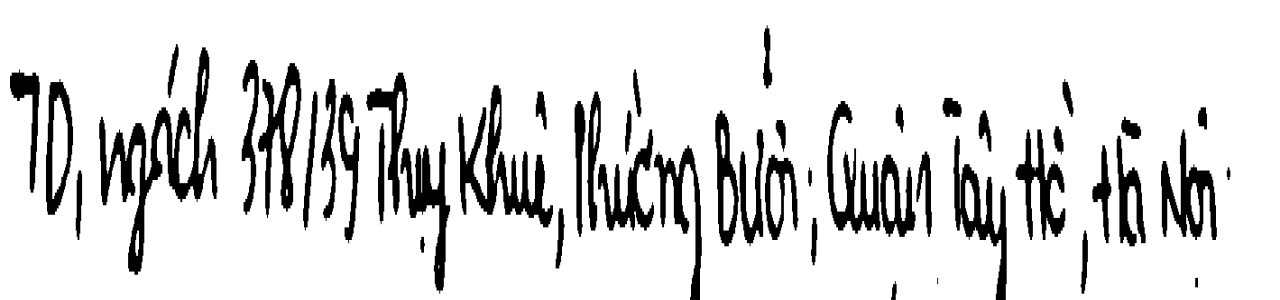 7D, ngách 378/39 Thụy Khuê, Phường Bưởi, Quận Tây Hồ, Hà Nội